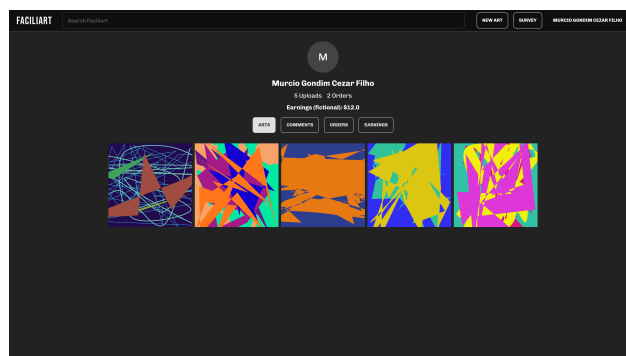 FACILIART
Search Faciliart
NEW ART
SURVEY
MURCIO GONDIM CEZAR FILHO
M
Murcio Gondim Cezar Filho
5 Uploads 2 Orders
Earnings (fictional): $12.0
ARTS
COMMENTS
ORDERS
EARNINGS